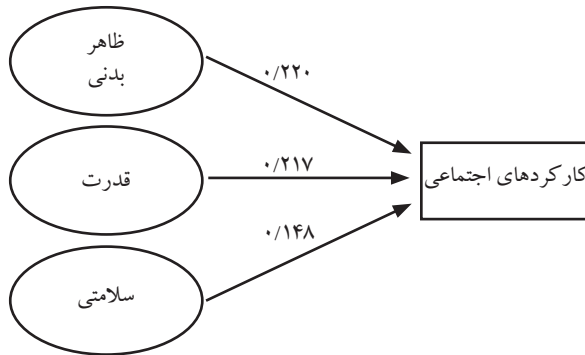 ظاهر
بدنی
۰/۲۲۰
قدرت
۰/۲۱۷
کارکردهای اجتماعی
۰/۱۴۸
سلامتی